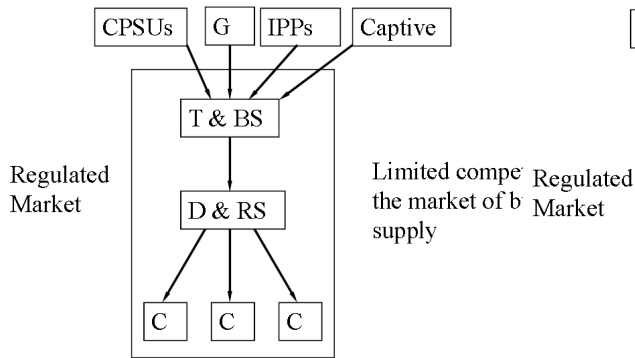 CPSUs G IPPs Captive
T & BS
D & RS
C C C
Regulated
Market
Limited compe
the market of b
supply
Regulated
Market